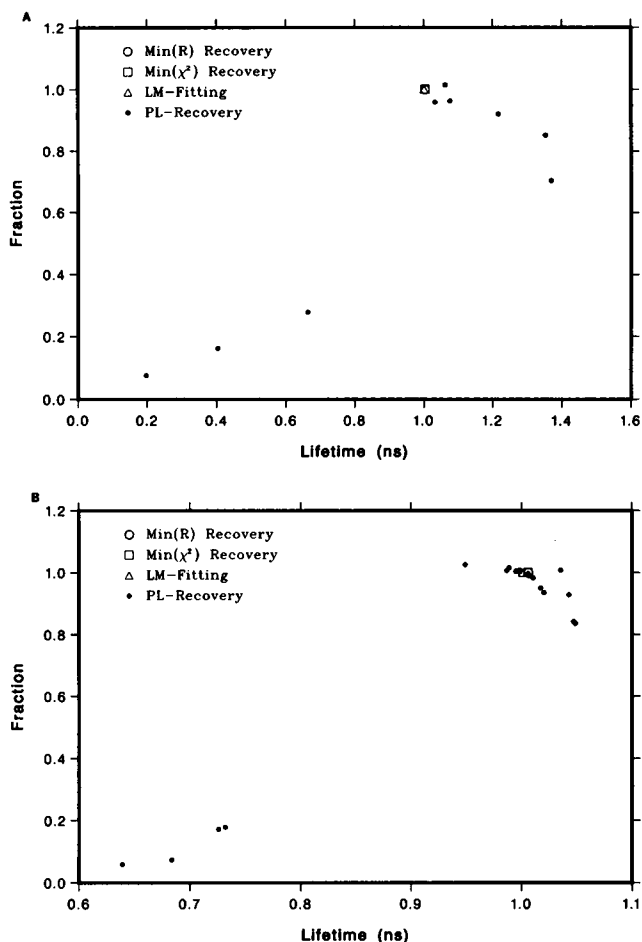 A
1.2
1.0
0.8
0.6
0.4
0.2
0.0
Fraction
Min(R) Recovery
Min(χ²) Recovery
LM-Fitting
PL-Recovery
0.0 0.2 0.4 0.6 0.8 1.0 1.2 1.4 1.6
Lifetime (ns)
B
1.2
1.0
0.8
0.6
0.4
0.2
0.0
Fraction
Min(R) Recovery
Min(χ²) Recovery
LM-Fitting
PL-Recovery
0.6 0.7 0.8 0.9 1.0 1.1
Lifetime (ns)